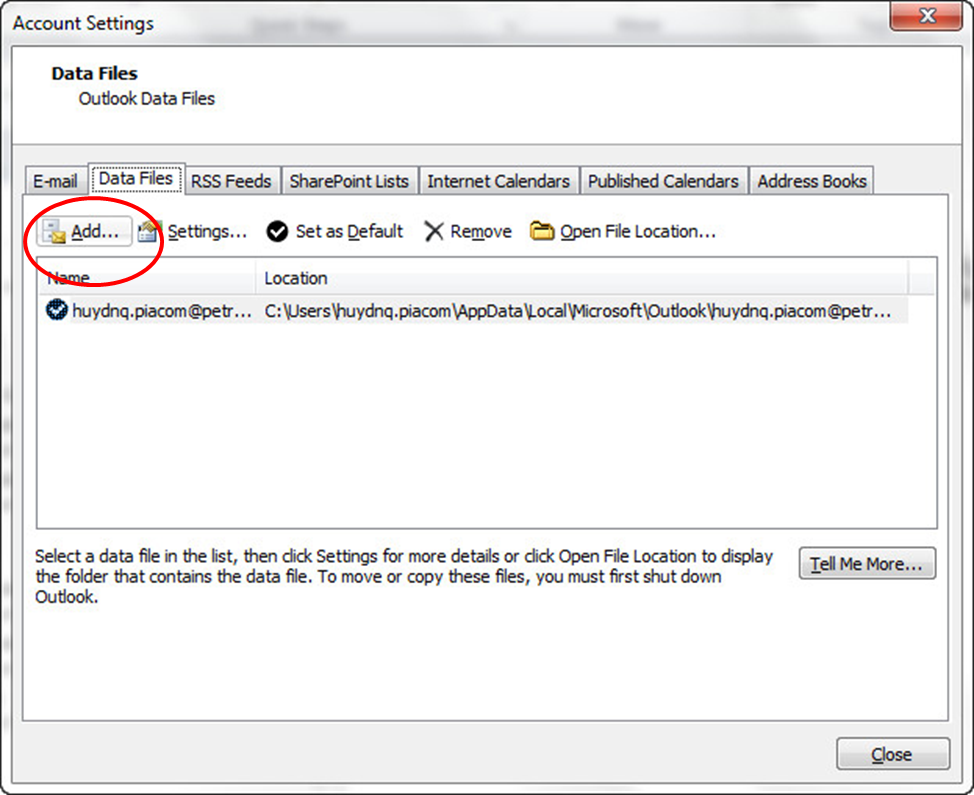 Account Settings
Data Files
Outlook Data Files
E-mail Data Files RSS Feeds SharePoint Lists Internet Calendars Published Calendars Address Books
Add... Settings... Set as Default Remove Open File Location...
Name Location
huydnq.piacom@petr... C:\Users\huydnq.piacom\AppData\Local\Microsoft\Outlook\huydnq.piacom@petr...
Select a data file in the list, then click Settings for more details or click Open File Location to display
the folder that contains the data file. To move or copy these files, you must first shut down
Outlook.
Tell Me More...
Close